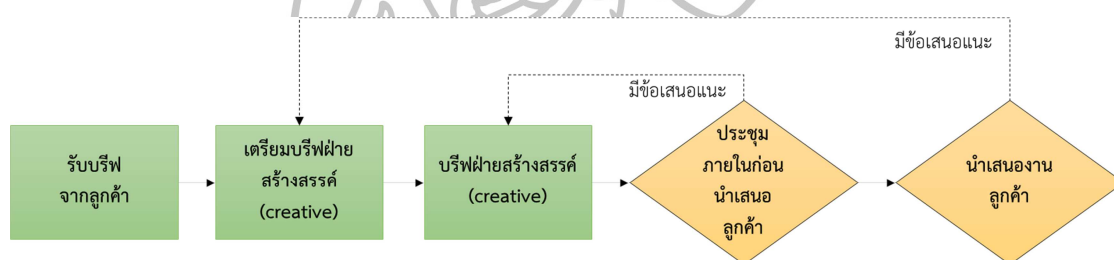 มีข้อเสนอแนะ
มีข้อเสนอแนะ
รับบรีฟ
จากลูกค้า
เตรียมบรีฟฝ่าย
สร้างสรรค์
(creative)
บรีฟฝ่ายสร้างสรรค์
(creative)
ประชุม
ภายในก่อน
นำเสนอ
ลูกค้า
นำเสนองาน
ลูกค้า